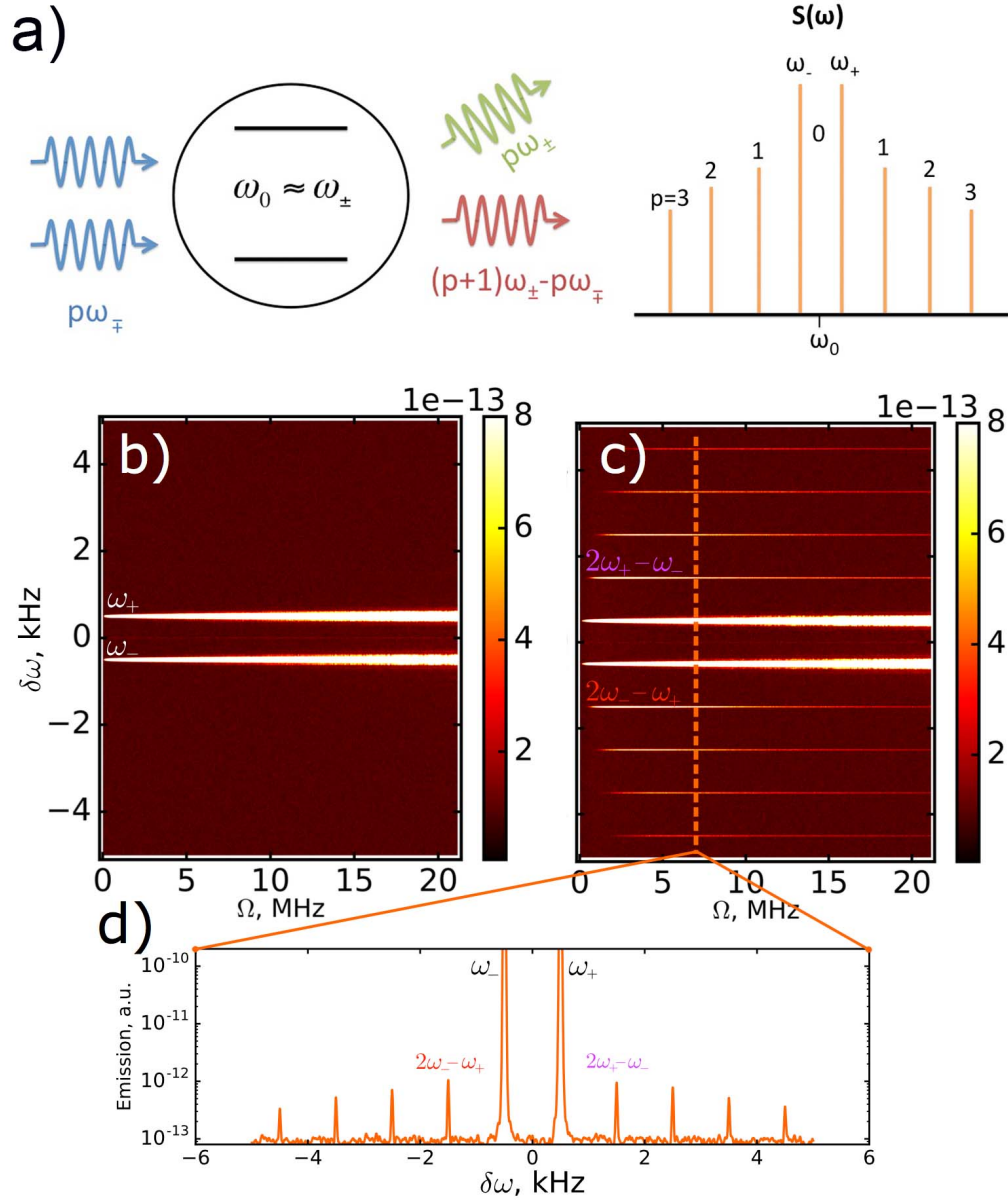 a)
S(ω)
ω₋ ω₊
0
p=3 2 1 1 2 3
ω₀
pω∓
ω₀ ≈ ω±
pω±
(p+1)ω±-pω∓
b)
1e−13
8
6
4
2
4
2
0
−2
−4
δω, kHz
ω₊
ω₋
0 5 10 15 20
Ω, MHz
c)
1e−13
8
6
4
2
2ω₊−ω₋
2ω₋−ω₊
0 5 10 15 20
Ω, MHz
d)
Emission, a.u.
10⁻¹⁰
10⁻¹¹
10⁻¹²
10⁻¹³
ω₋ ω₊
2ω₋−ω₊ 2ω₊−ω₋
−6 −4 −2 0 2 4 6
δω, kHz